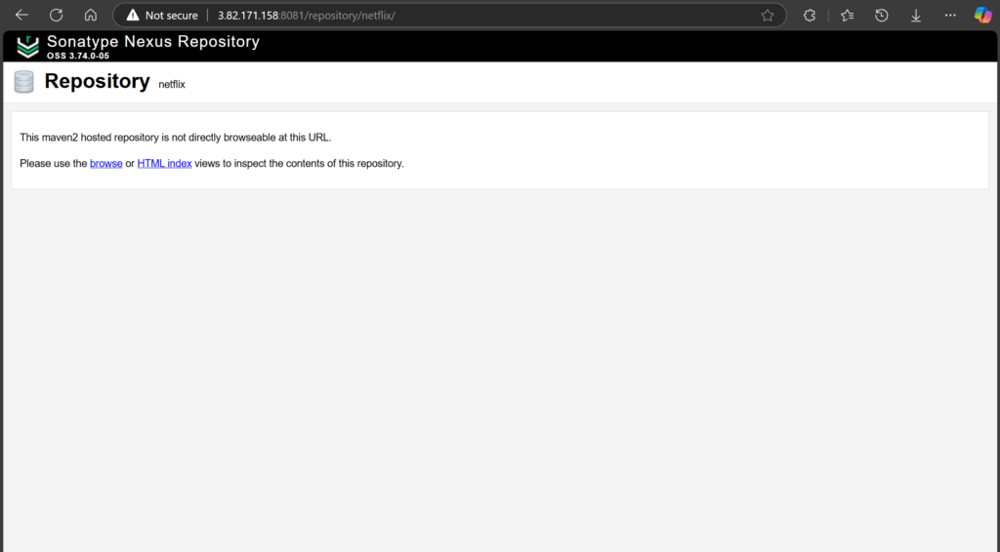 Not secure 3.82.171.158:8081/repository/netflix/
Sonatype Nexus Repository
OSS 3.74.0-05
Repository netflix
This maven2 hosted repository is not directly browseable at this URL.
Please use the browse or HTML index views to inspect the contents of this repository.